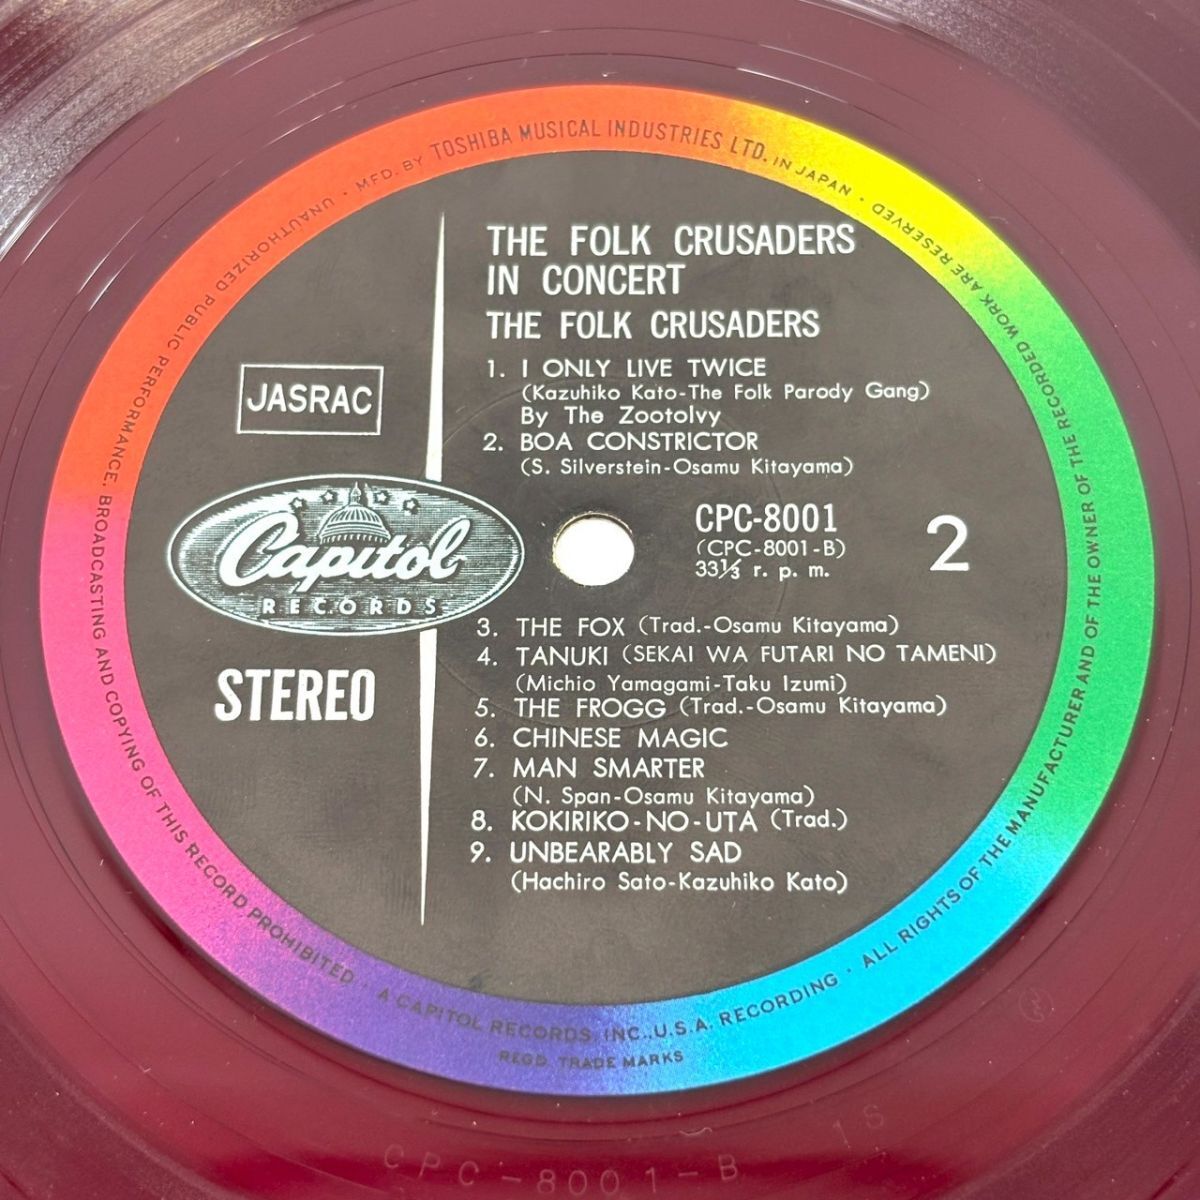 MFD. BY TOSHIBA MUSICAL INDUSTRIES LTD. IN JAPAN · ALL RIGHTS OF THE MANUFACTURER AND OF THE OWNER OF THE RECORDED WORK ARE RESERVED
UNAUTHORIZED PUBLIC PERFORMANCE, BROADCASTING AND COPYING OF THIS RECORD PROHIBITED · A CAPITOL RECORDS, INC., U.S.A. RECORDING ·
REGD. TRADE MARKS
THE FOLK CRUSADERS
IN CONCERT
THE FOLK CRUSADERS
1. I ONLY LIVE TWICE
(Kazuhiko Kato-The Folk Parody Gang)
By The Zootolvy
2. BOA CONSTRICTOR
(S. Silverstein-Osamu Kitayama)
JASRAC
Capitol
RECORDS
STEREO
CPC-8001
(CPC-8001-B)
33⅓ r. p. m.
2
3. THE FOX (Trad.-Osamu Kitayama)
4. TANUKI (SEKAI WA FUTARI NO TAMENI)
(Michio Yamagami-Taku Izumi)
5. THE FROGG (Trad.-Osamu Kitayama)
6. CHINESE MAGIC
7. MAN SMARTER
(N. Span-Osamu Kitayama)
8. KOKIRIKO-NO-UTA (Trad.)
9. UNBEARABLY SAD
(Hachiro Sato-Kazuhiko Kato)
CPC-8001-B 1S